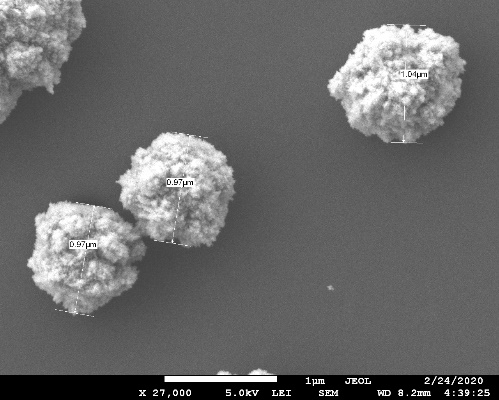 1.04µm
0.97µm
0.97µm
1µm JEOL 2/24/2020
X 27,000 5.0kV LEI SEM WD 8.2mm 4:39:25